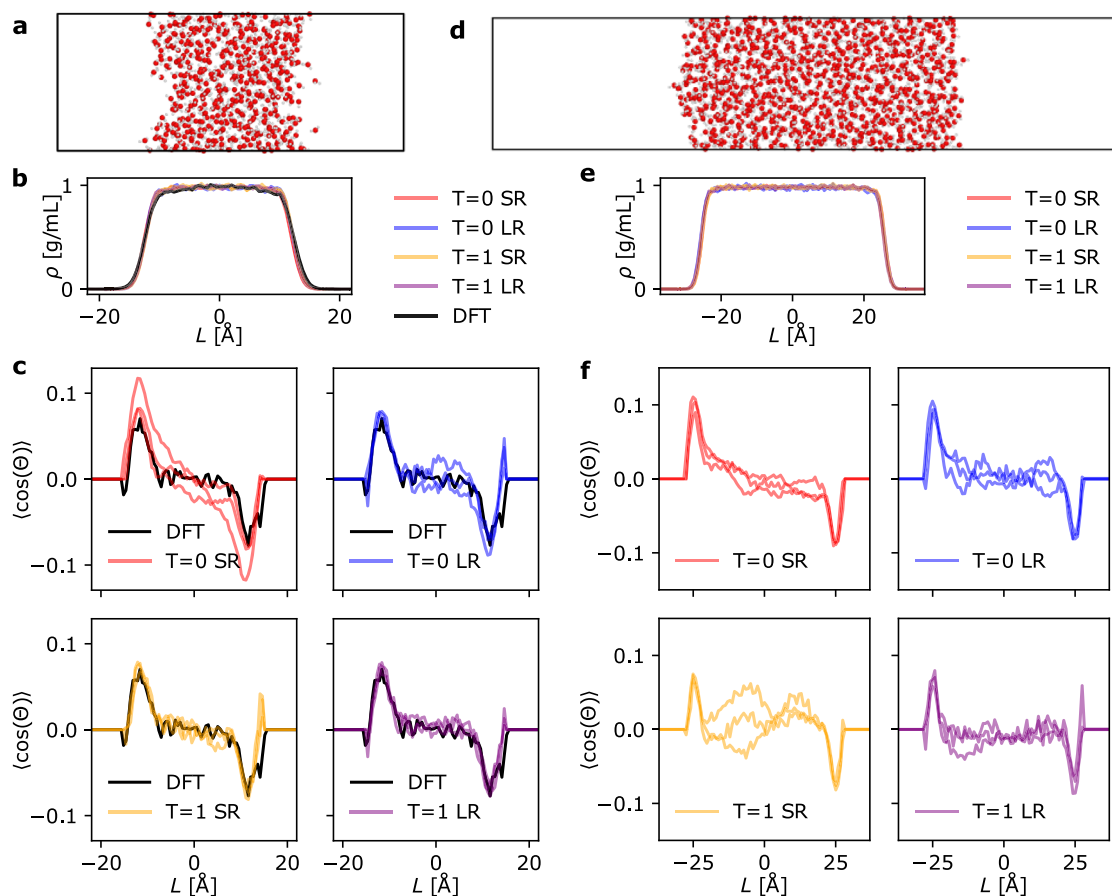 a
d
b
1
0
ρ [g/mL]
−20
0
20
L [Å]
T=0 SR
T=0 LR
T=1 SR
T=1 LR
DFT
e
1
0
ρ [g/mL]
−20
0
20
L [Å]
T=0 SR
T=0 LR
T=1 SR
T=1 LR
c
0.1
0.0
−0.1
⟨cos(Θ)⟩
DFT
T=0 SR
DFT
T=0 LR
f
0.1
0.0
−0.1
⟨cos(Θ)⟩
T=0 SR
T=0 LR
0.1
0.0
−0.1
⟨cos(Θ)⟩
DFT
T=1 SR
−20
0
20
L [Å]
DFT
T=1 LR
−20
0
20
L [Å]
0.1
0.0
−0.1
⟨cos(Θ)⟩
T=1 SR
−25
0
25
L [Å]
T=1 LR
−25
0
25
L [Å]